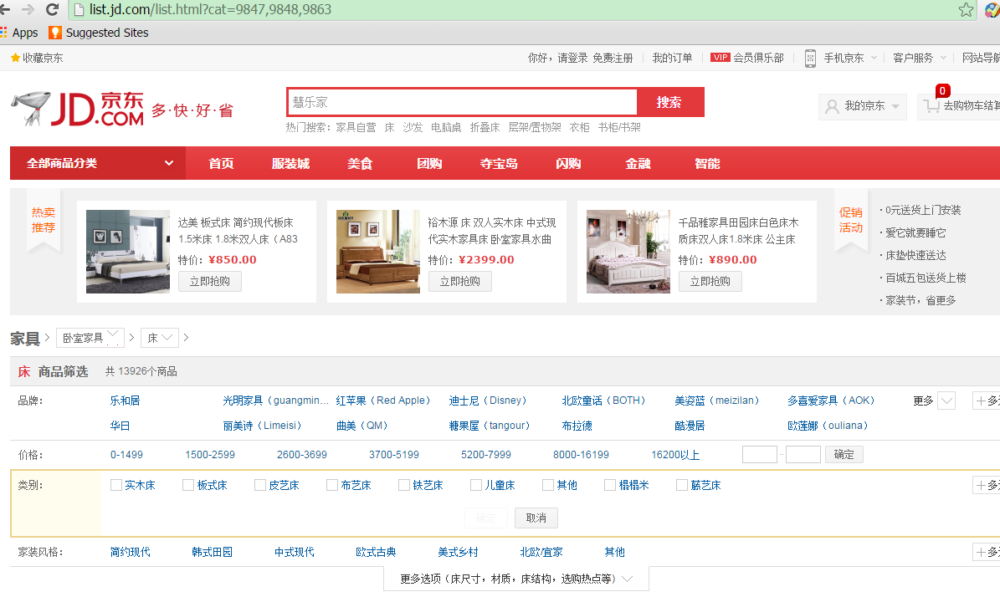 list.jd.com/list.html?cat=9847,9848,9863
Apps Suggested Sites
收藏京东 你好，请登录 免费注册 我的订单 VIP 会员俱乐部 手机京东 客户服务 网站导航
JD.COM 京东 多·快·好·省 慧乐家 搜索 我的京东 0 去购物车结算
热门搜索： 家具自营 床 沙发 电脑桌 折叠床 层架/置物架 衣柜 书柜/书架
全部商品分类 首页 服装城 美食 团购 夺宝岛 闪购 金融 智能
热卖
推荐
达美 板式床 简约现代板床
1.5米床 1.8米双人床（A83
特价：¥850.00
立即抢购
裕木源 床 双人实木床 中式现
代实木家具床 卧室家具水曲
特价：¥2399.00
立即抢购
千品雅家具田园床白色床木
质床双人床1.8米床 公主床
特价：¥890.00
立即抢购
促销
活动
· 0元送货上门安装
· 爱它就要睡它
· 床垫快速送达
· 百城五包送货上楼
· 家装节，省更多
家具 > 卧室家具 > 床 >
床 商品筛选 共 13926个商品
品牌： 乐和居 光明家具（guangmin... 红苹果（Red Apple） 迪士尼（Disney） 北欧童话（BOTH） 美姿蓝（meizilan） 多喜爱家具（AOK） 更多 +多
华日 丽美诗（Limeisi） 曲美（QM） 糖果屋（tangour） 布拉德 酷漫居 欧莲娜（ouliana）
价格： 0-1499 1500-2599 2600-3699 3700-5199 5200-7999 8000-16199 16200以上 - 确定
类别： 实木床 板式床 皮艺床 布艺床 铁艺床 儿童床 其他 榻榻米 藤艺床 +多
确定 取消
家装风格： 简约现代 韩式田园 中式现代 欧式古典 美式乡村 北欧/宜家 其他 +多
更多选项（床尺寸，材质，床结构，选购热点等）